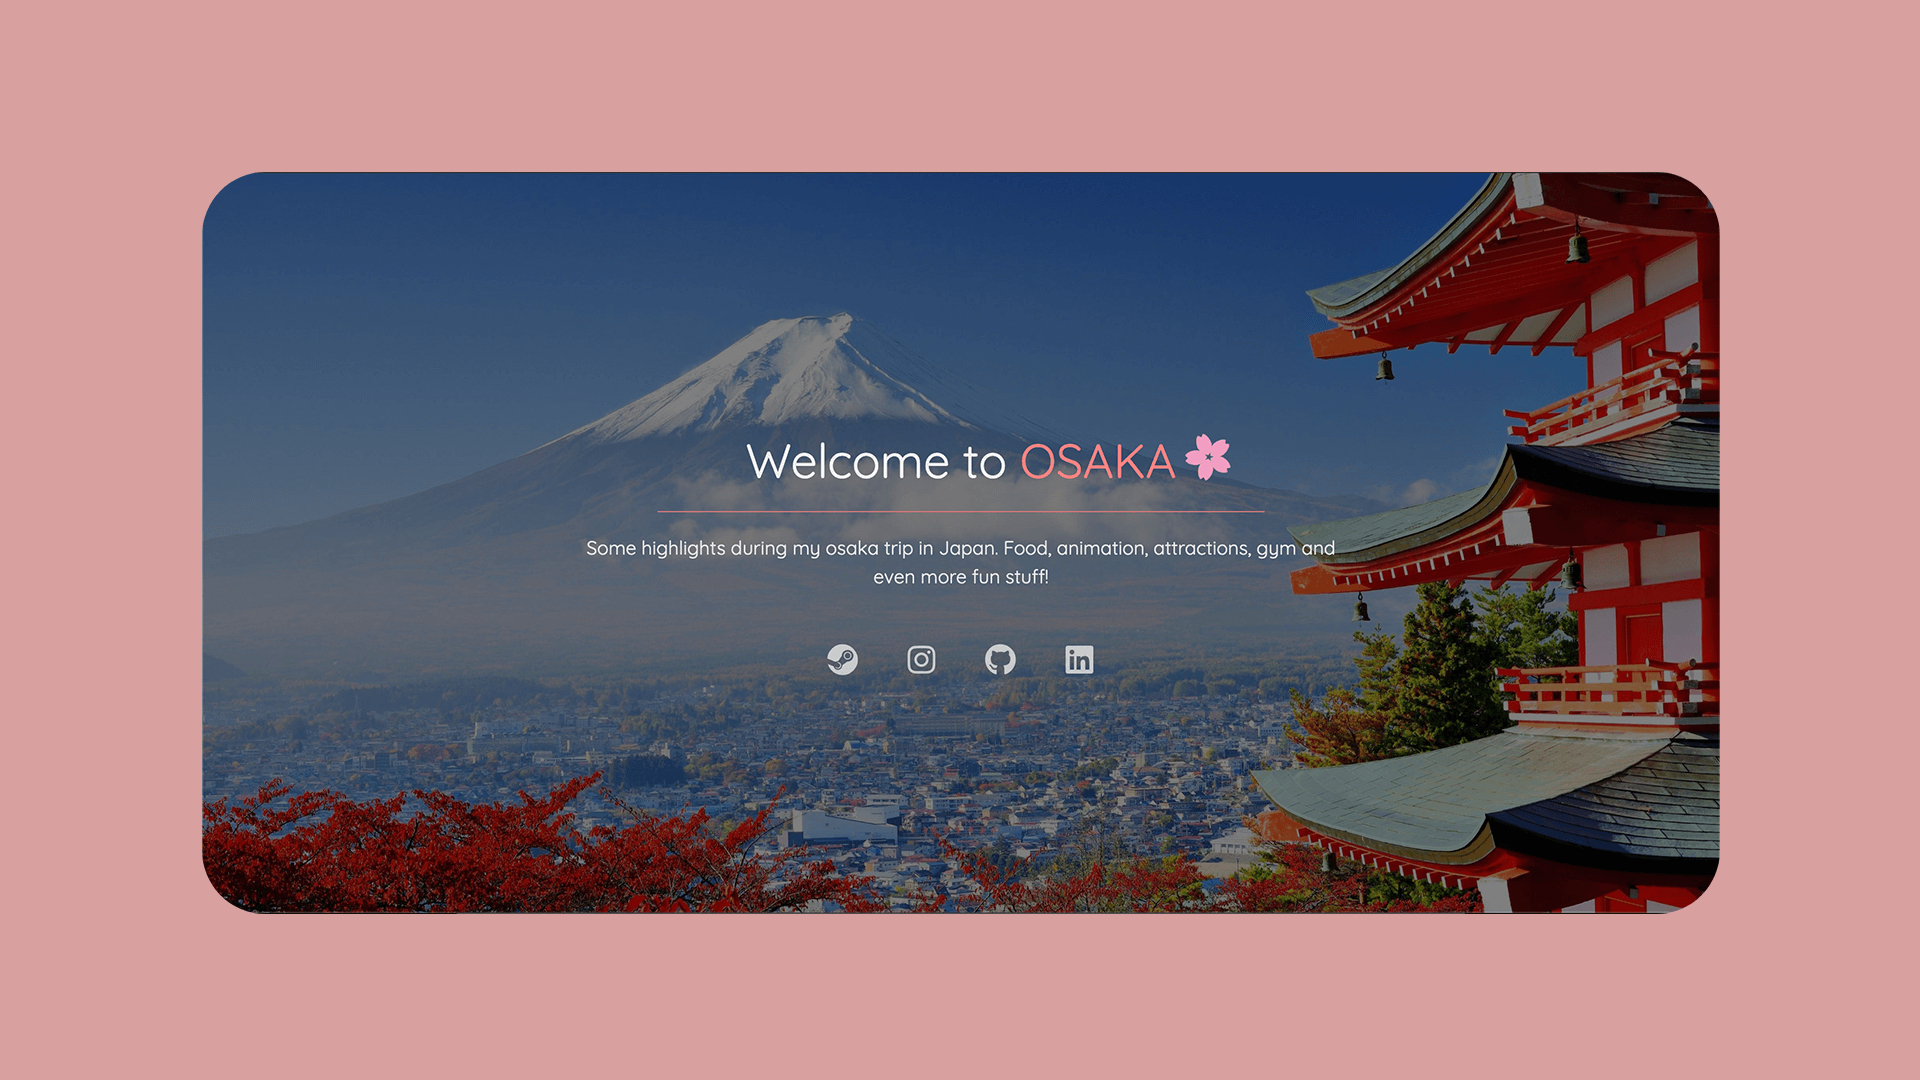 Welcome to OSAKA
Some highlights during my osaka trip in Japan. Food, animation, attractions, gym and
even more fun stuff!